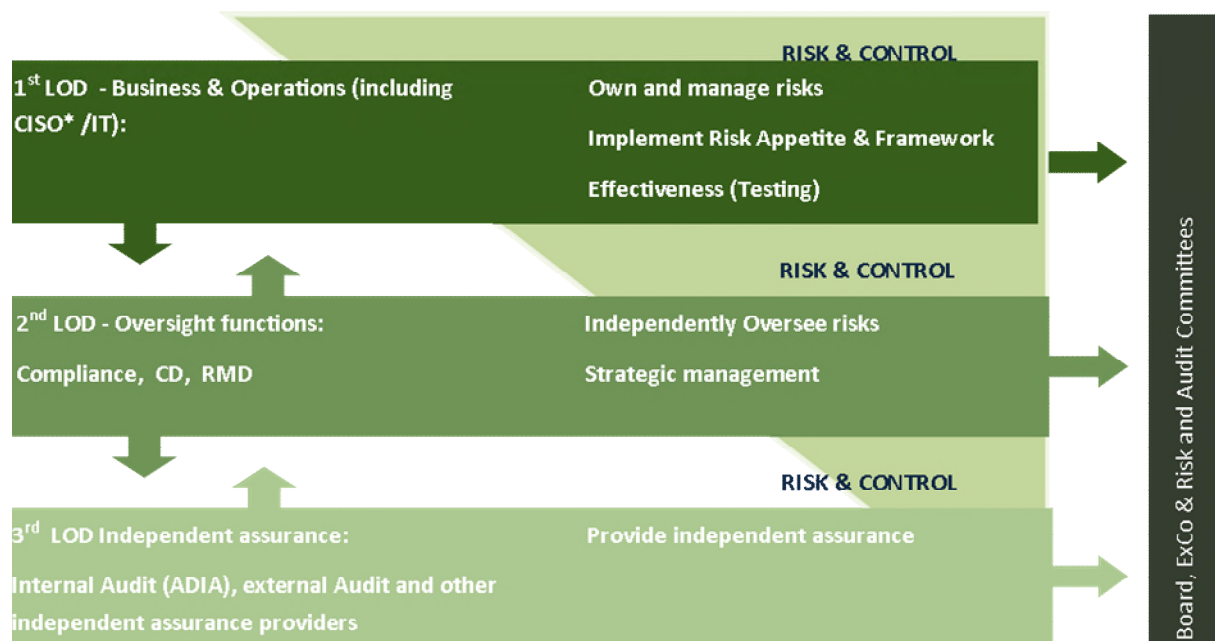 RISK & CONTROL
1st LOD - Business & Operations (including
CISO* /IT):
Own and manage risks
Implement Risk Appetite & Framework
Effectiveness (Testing)
RISK & CONTROL
2nd LOD - Oversight functions:
Compliance, CD, RMD
Independently Oversee risks
Strategic management
RISK & CONTROL
3rd LOD Independent assurance:
Internal Audit (ADIA), external Audit and other
independent assurance providers
Provide independent assurance
Board, ExCo & Risk and Audit Committees